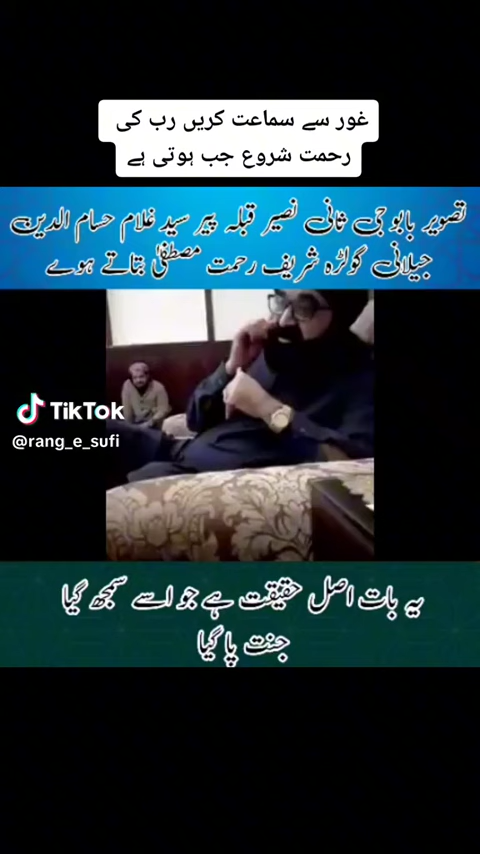 غور سے سماعت کریں رب کی
رحمت شروع جب ہوتی ہے
تصویر بابو جی ثانی نصیر قبلہ پیر سید غلام حسام الدین
جیلانی گولڑہ شریف رحمت مصطفیٰ بتاتے ہوے
TikTok
@rang_e_sufi
یہ بات اصل حقیقت ہے جو اسے سمجھ گیا
جنت پا گیا